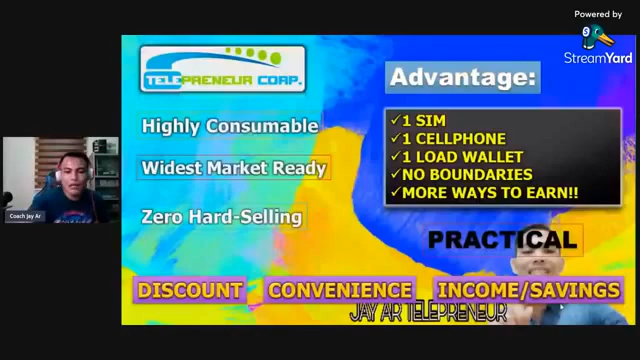 Powered by
StreamYard
TELEPRENEUR CORP.
Highly Consumable
Widest Market Ready
Zero Hard-Selling
Advantage:
✓1 SIM
✓1 CELLPHONE
✓1 LOAD WALLET
✓NO BOUNDARIES
✓MORE WAYS TO EARN!!
PRACTICAL
DISCOUNT CONVENIENCE INCOME/SAVINGS
JAY AR TELEPRENEUR
Coach Jay Ar